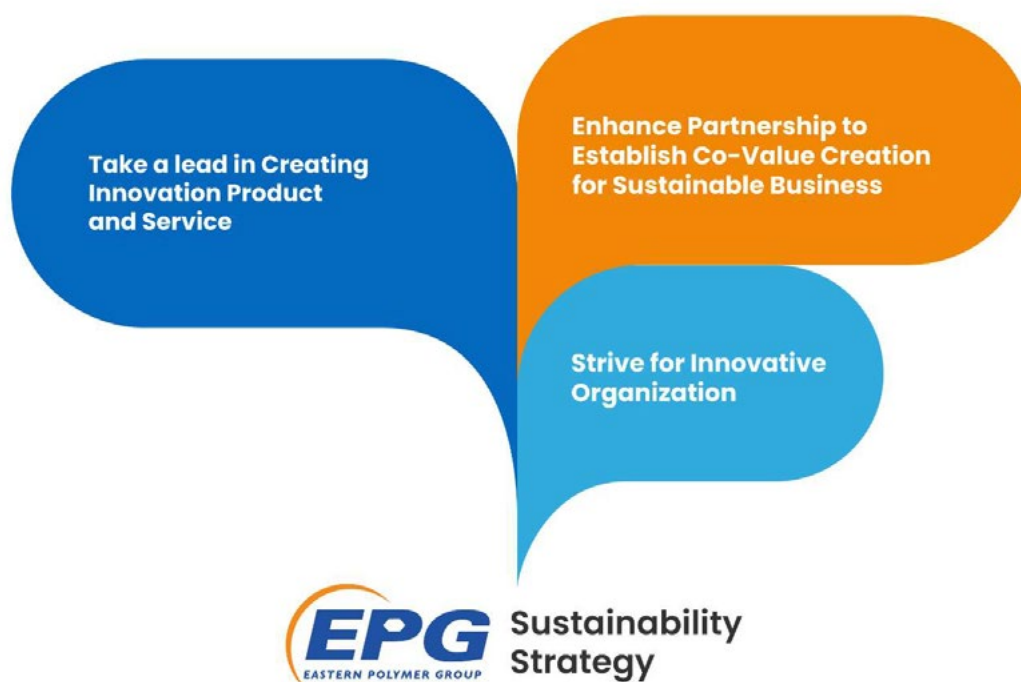 Take a lead in Creating
Innovation Product
and Service
Enhance Partnership to
Establish Co-Value Creation
for Sustainable Business
Strive for Innovative
Organization
EPG
EASTERN POLYMER GROUP
Sustainability
Strategy